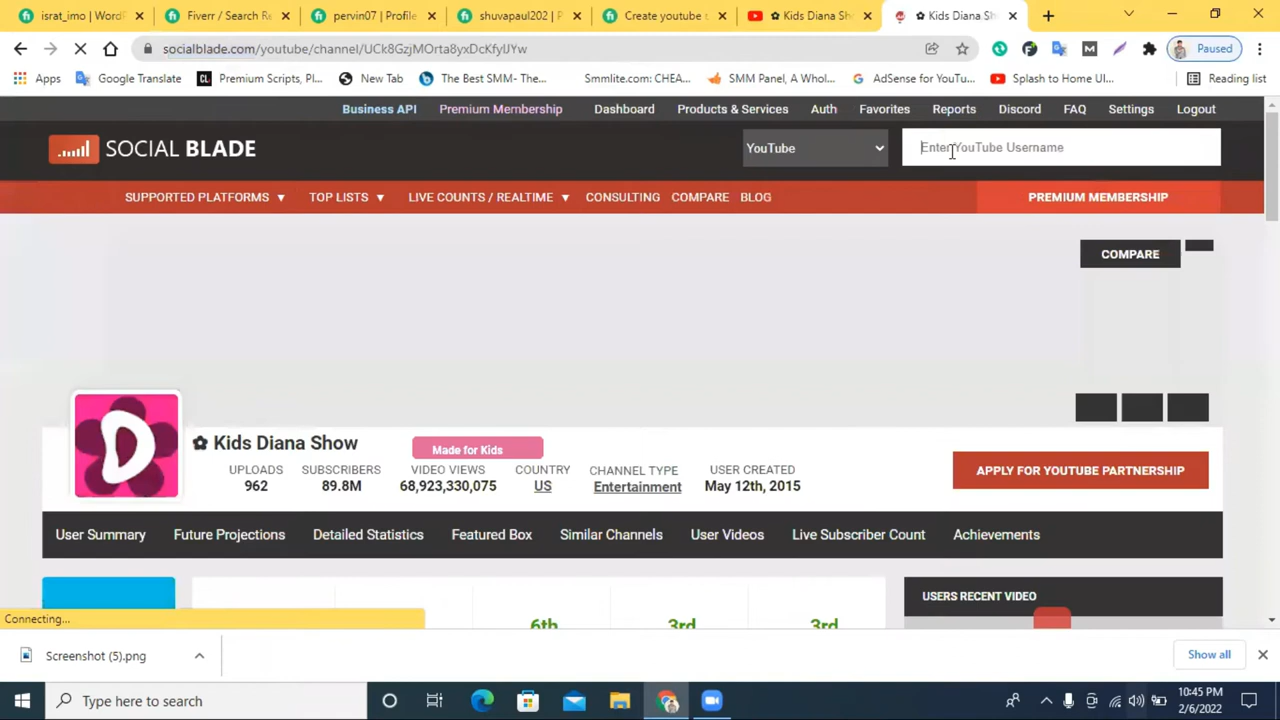 israt_imo | WordP
Fiverr / Search Re
pervin07 | Profile
shuvapaul202 | P
Create youtube t
✿ Kids Diana Sh
✿ Kids Diana Sh
socialblade.com/youtube/channel/UCk8GzjMOrta8yxDcKfyIJYw
Paused
Apps
Google Translate
Premium Scripts, Pl...
New Tab
The Best SMM- The...
Smmlite.com: CHEA...
SMM Panel, A Whol...
AdSense for YouTu...
Splash to Home UI...
Reading list
Business API
Premium Membership
Dashboard
Products & Services
Auth
Favorites
Reports
Discord
FAQ
Settings
Logout
SOCIAL BLADE
YouTube
Enter YouTube Username
SUPPORTED PLATFORMS
TOP LISTS
LIVE COUNTS / REALTIME
CONSULTING
COMPARE
BLOG
PREMIUM MEMBERSHIP
COMPARE
D
✿ Kids Diana Show
Made for Kids
UPLOADS
962
SUBSCRIBERS
89.8M
VIDEO VIEWS
68,923,330,075
COUNTRY
US
CHANNEL TYPE
Entertainment
USER CREATED
May 12th, 2015
APPLY FOR YOUTUBE PARTNERSHIP
User Summary
Future Projections
Detailed Statistics
Featured Box
Similar Channels
User Videos
Live Subscriber Count
Achievements
USERS RECENT VIDEO
6th
3rd
3rd
Connecting...
Screenshot (5).png
Show all
Type here to search
10:45 PM
2/6/2022